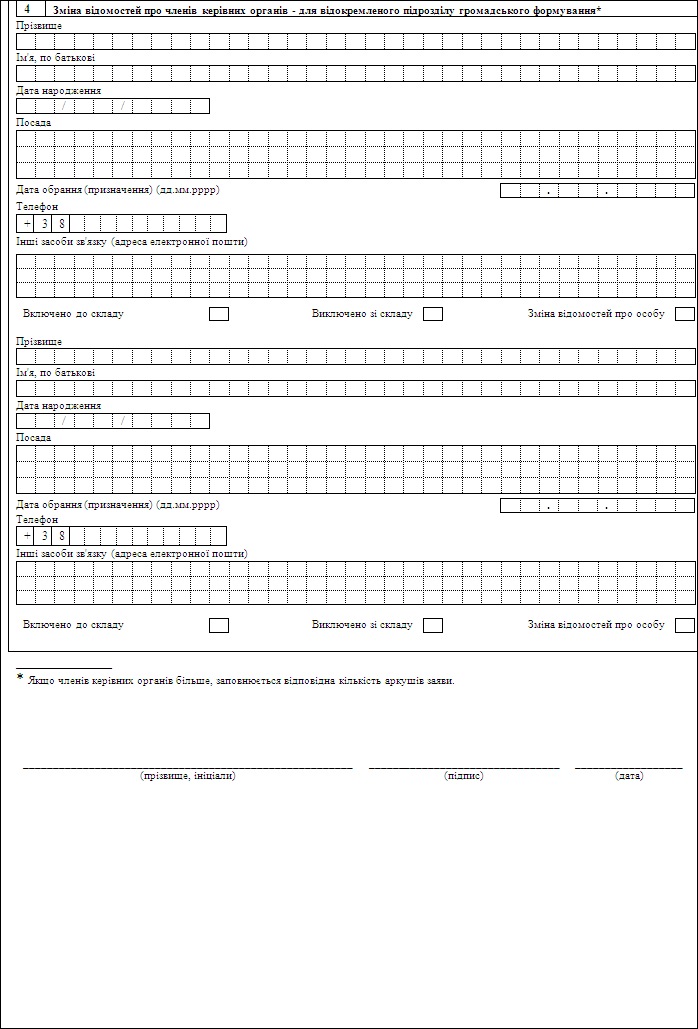 4 Зміна відомостей про членів керівних органів - для відокремленого підрозділу громадського формування*
Прізвище
Ім'я, по батькові
Дата народження
/ /
Посада
Дата обрання (призначення) (дд.мм.рррр) . .
Телефон
+ 3 8
Інші засоби зв'язку (адреса електронної пошти)
Включено до складу Виключено зі складу Зміна відомостей про особу
Прізвище
Ім'я, по батькові
Дата народження
/ /
Посада
Дата обрання (призначення) (дд.мм.рррр) . .
Телефон
+ 3 8
Інші засоби зв'язку (адреса електронної пошти)
Включено до складу Виключено зі складу Зміна відомостей про особу
* Якщо членів керівних органів більше, заповнюється відповідна кількість аркушів заяви.
(прізвище, ініціали) (підпис) (дата)